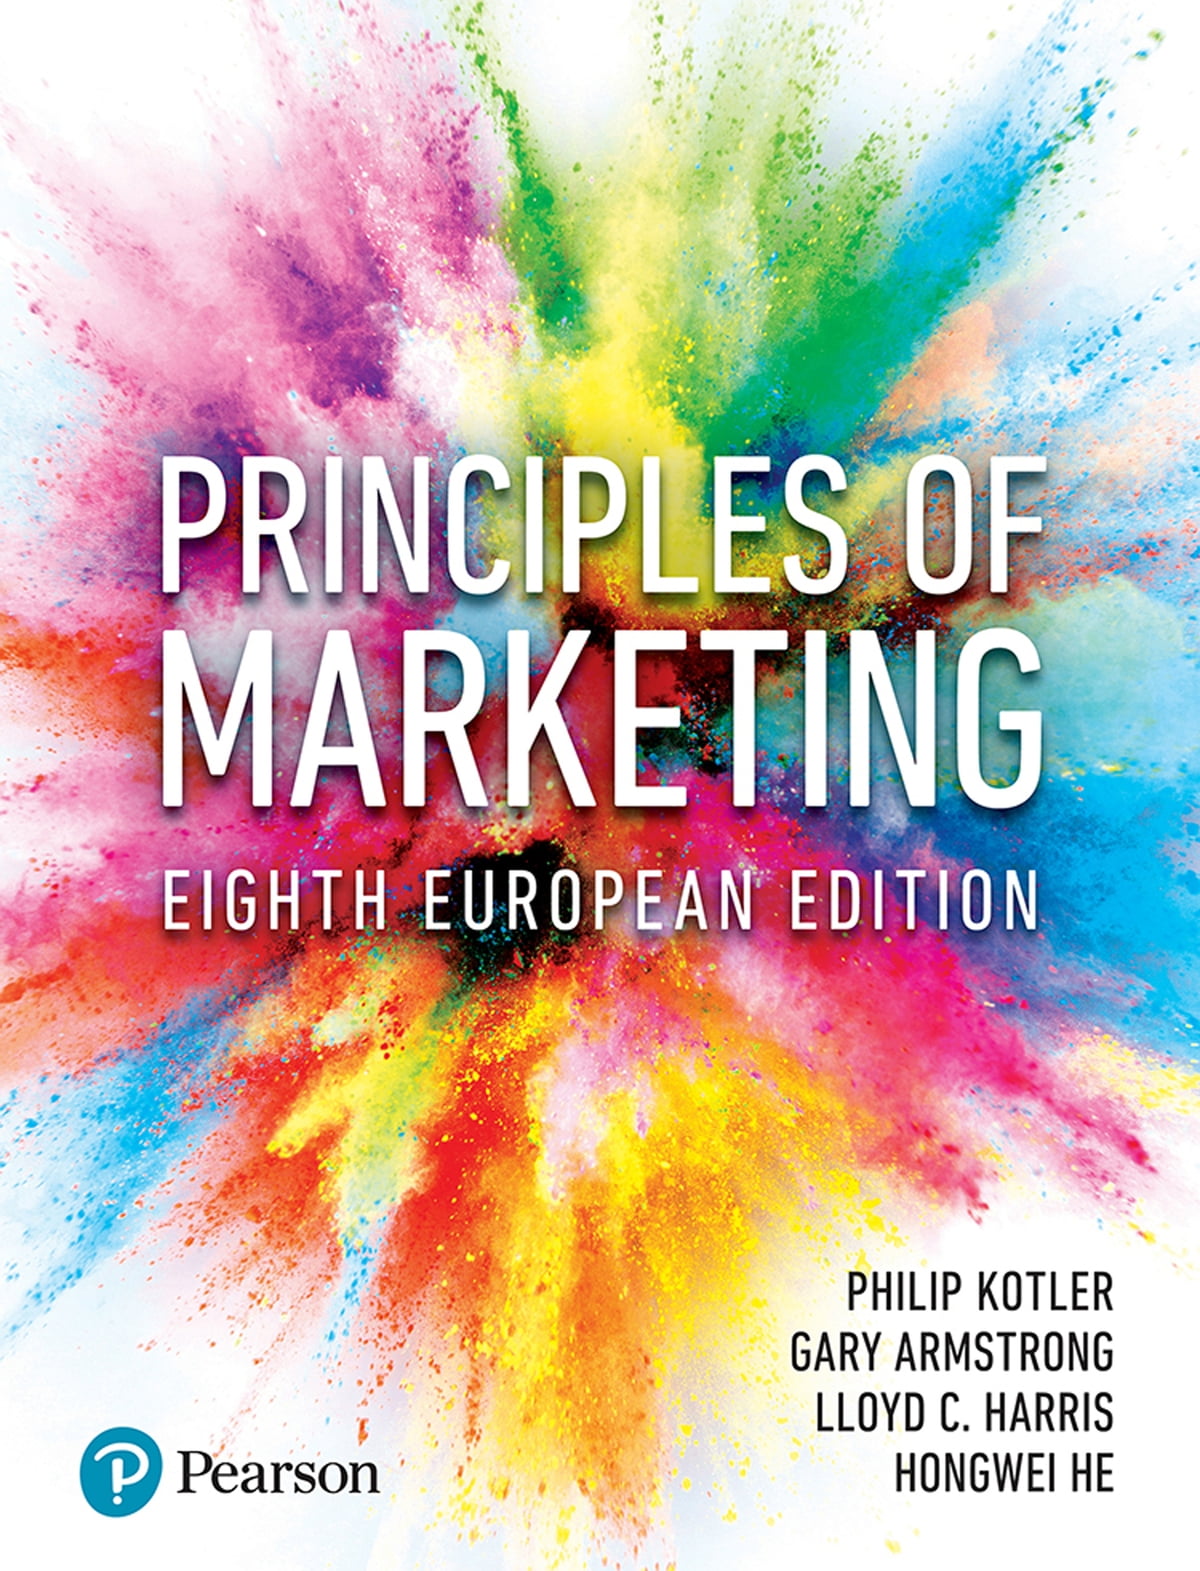 PRINCIPLES OF
MARKETING
EIGHTH EUROPEAN EDITION
PHILIP KOTLER
GARY ARMSTRONG
LLOYD C. HARRIS
HONGWEI HE
Pearson